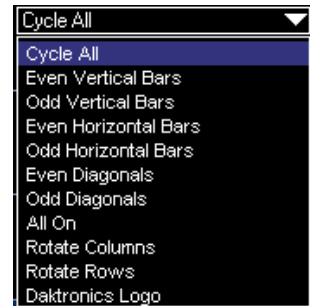 Cycle All
Cycle All
Even Vertical Bars
Odd Vertical Bars
Even Horizontal Bars
Odd Horizontal Bars
Even Diagonals
Odd Diagonals
All On
Rotate Columns
Rotate Rows
Daktronics Logo